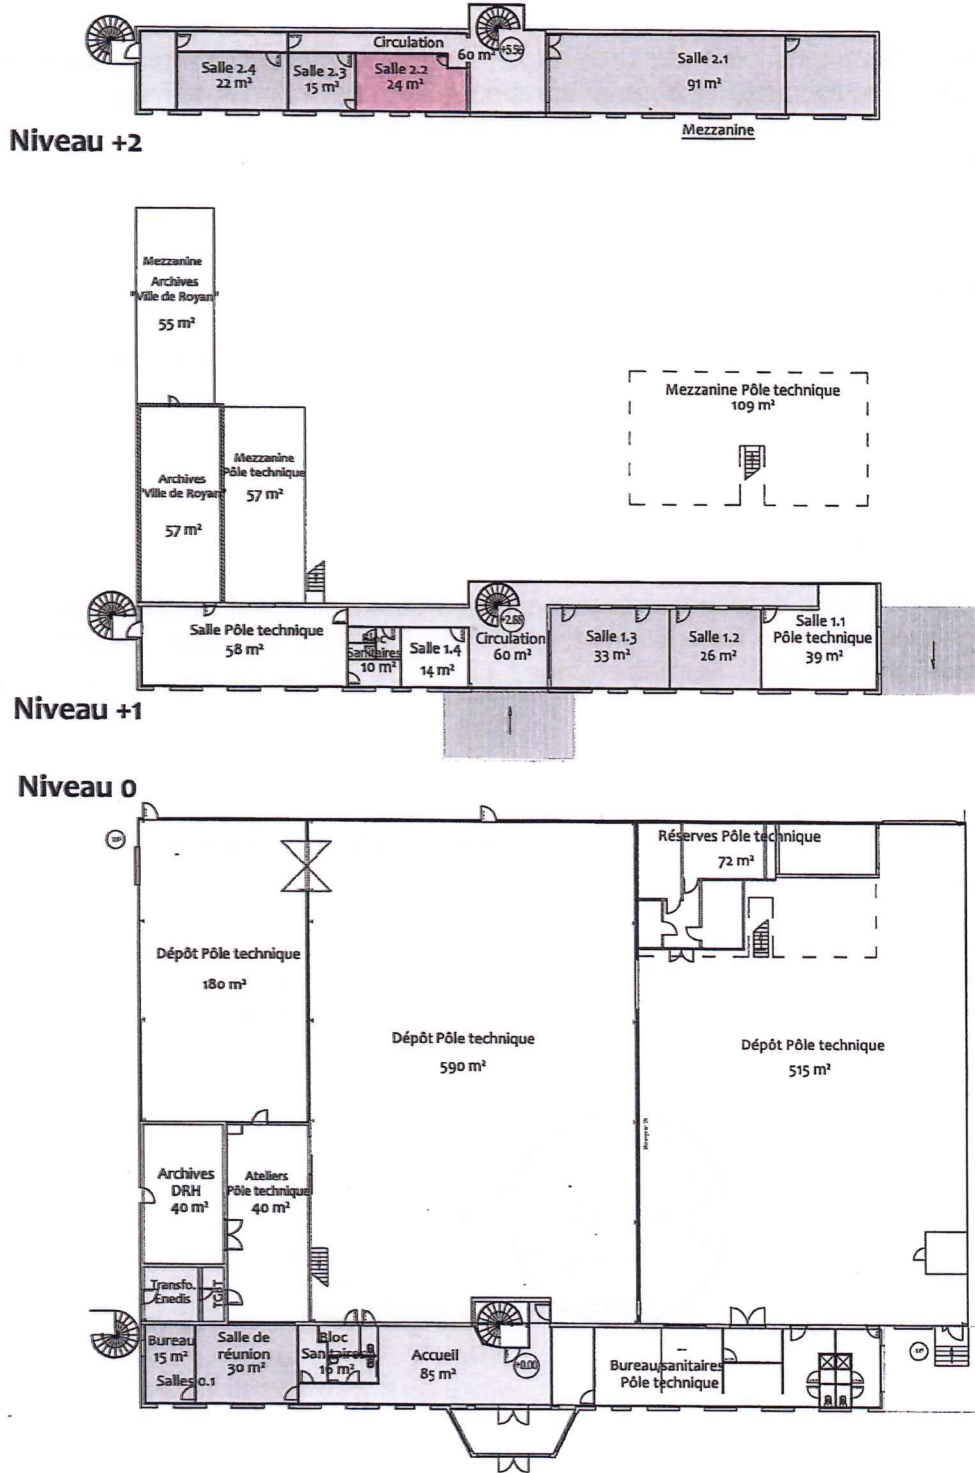 Circulation
60 m²
+5.56
Salle 2.4
22 m²
Salle 2.3
15 m²
Salle 2.2
24 m²
Salle 2.1
91 m²
Mezzanine
Niveau +2
Mezzanine
Archives
"Ville de Royan"
55 m²
Mezzanine Pôle technique
109 m²
Archives
"Ville de Royan"
57 m²
Mezzanine
Pôle technique
57 m²
Salle Pôle technique
58 m²
Sanitaires
10 m²
Salle 1.4
14 m²
Circulation
60 m²
Salle 1.3
33 m²
Salle 1.2
26 m²
Salle 1.1
Pôle technique
39 m²
Niveau +1
Niveau 0
Réserves Pôle technique
72 m²
Dépôt Pôle technique
180 m²
Dépôt Pôle technique
590 m²
Dépôt Pôle technique
515 m²
Archives
DRH
40 m²
Ateliers
Pôle technique
40 m²
Transfo.
Enedis
TGBT
Bureau
15 m²
Salles 0.1
Salle de
réunion
30 m²
Bloc
Sanitaires
16 m²
Accueil
85 m²
+0.00
Bureau/sanitaires
Pôle technique